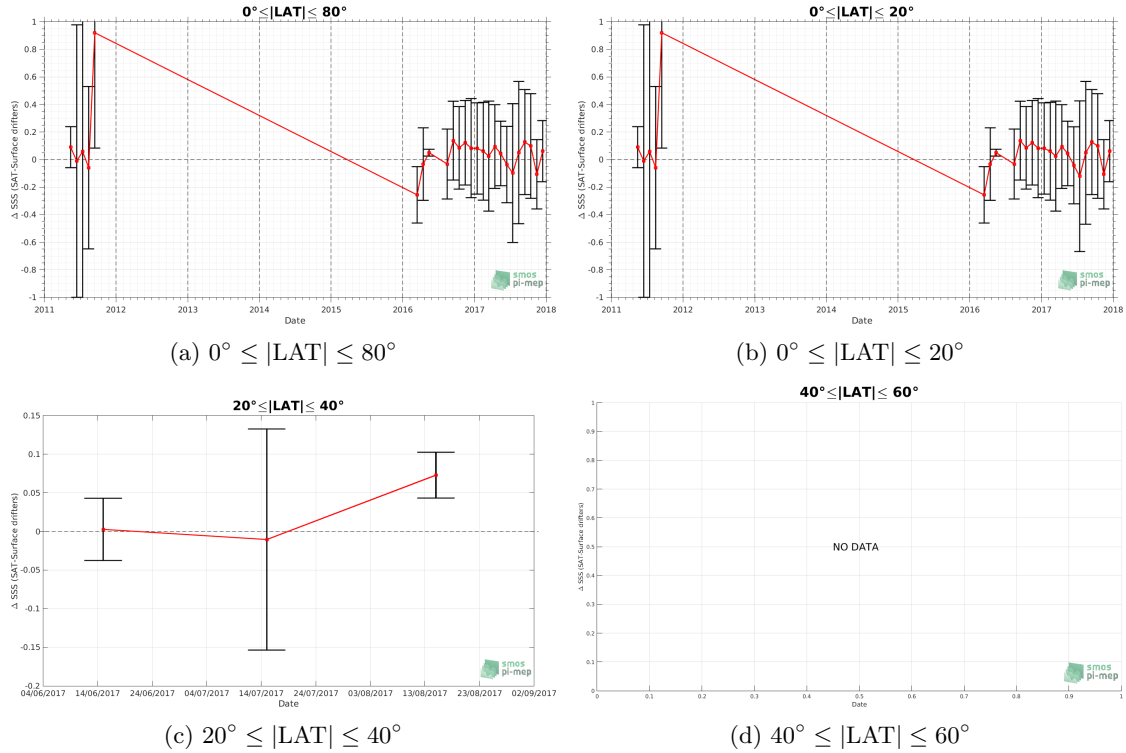 0°≤|LAT|≤ 80°
1
0.8
0.6
0.4
0.2
0
-0.2
-0.4
-0.6
-0.8
-1
Δ SSS (SAT-Surface drifters)
2011 2012 2013 2014 2015 2016 2017 2018
Date
smos
pi-mep
(a) 0° ≤ |LAT| ≤ 80°
0°≤|LAT|≤ 20°
1
0.8
0.6
0.4
0.2
0
-0.2
-0.4
-0.6
-0.8
-1
Δ SSS (SAT-Surface drifters)
2011 2012 2013 2014 2015 2016 2017 2018
Date
smos
pi-mep
(b) 0° ≤ |LAT| ≤ 20°
20°≤|LAT|≤ 40°
0.15
0.1
0.05
0
-0.05
-0.1
-0.15
-0.2
Δ SSS (SAT-Surface drifters)
04/06/2017 14/06/2017 24/06/2017 04/07/2017 14/07/2017 24/07/2017 03/08/2017 13/08/2017 23/08/2017 02/09/2017
Date
smos
pi-mep
(c) 20° ≤ |LAT| ≤ 40°
40°≤|LAT|≤ 60°
1
0.9
0.8
0.7
0.6
0.5
0.4
0.3
0.2
0.1
0
Δ SSS (SAT-Surface drifters)
NO DATA
0 0.1 0.2 0.3 0.4 0.5 0.6 0.7 0.8 0.9 1
Date
smos
pi-mep
(d) 40° ≤ |LAT| ≤ 60°